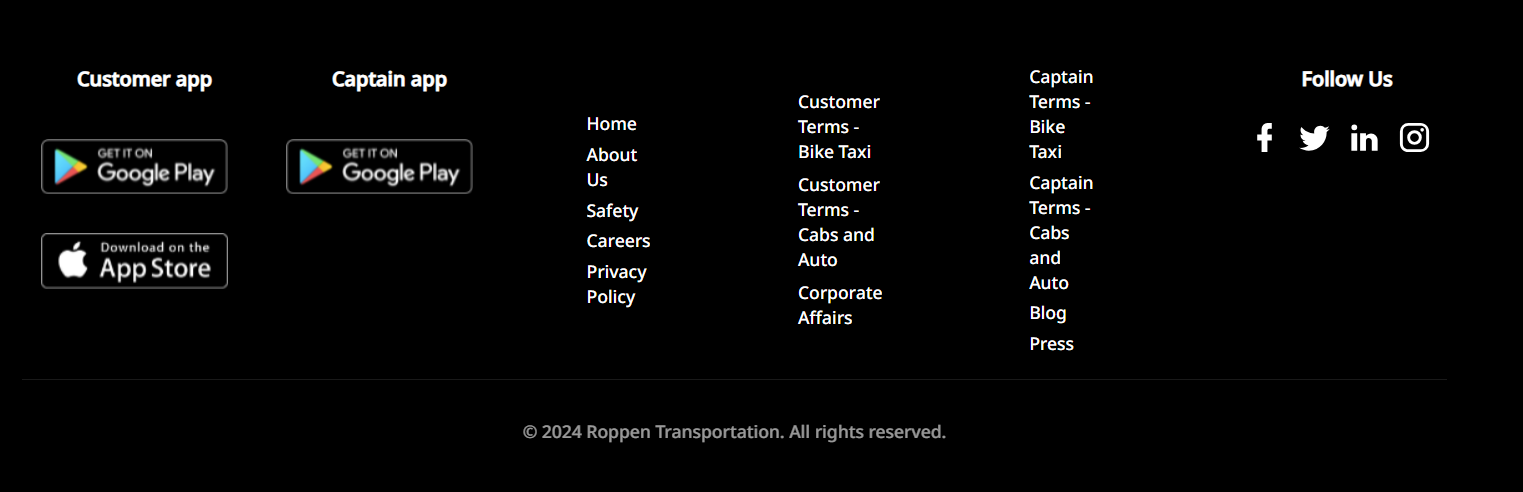 Customer app
GET IT ON
Google Play
Download on the
App Store
Captain app
GET IT ON
Google Play
Home
About
Us
Safety
Careers
Privacy
Policy
Customer
Terms -
Bike Taxi
Customer
Terms -
Cabs and
Auto
Corporate
Affairs
Captain
Terms -
Bike
Taxi
Captain
Terms -
Cabs
and
Auto
Blog
Press
Follow Us
© 2024 Roppen Transportation. All rights reserved.